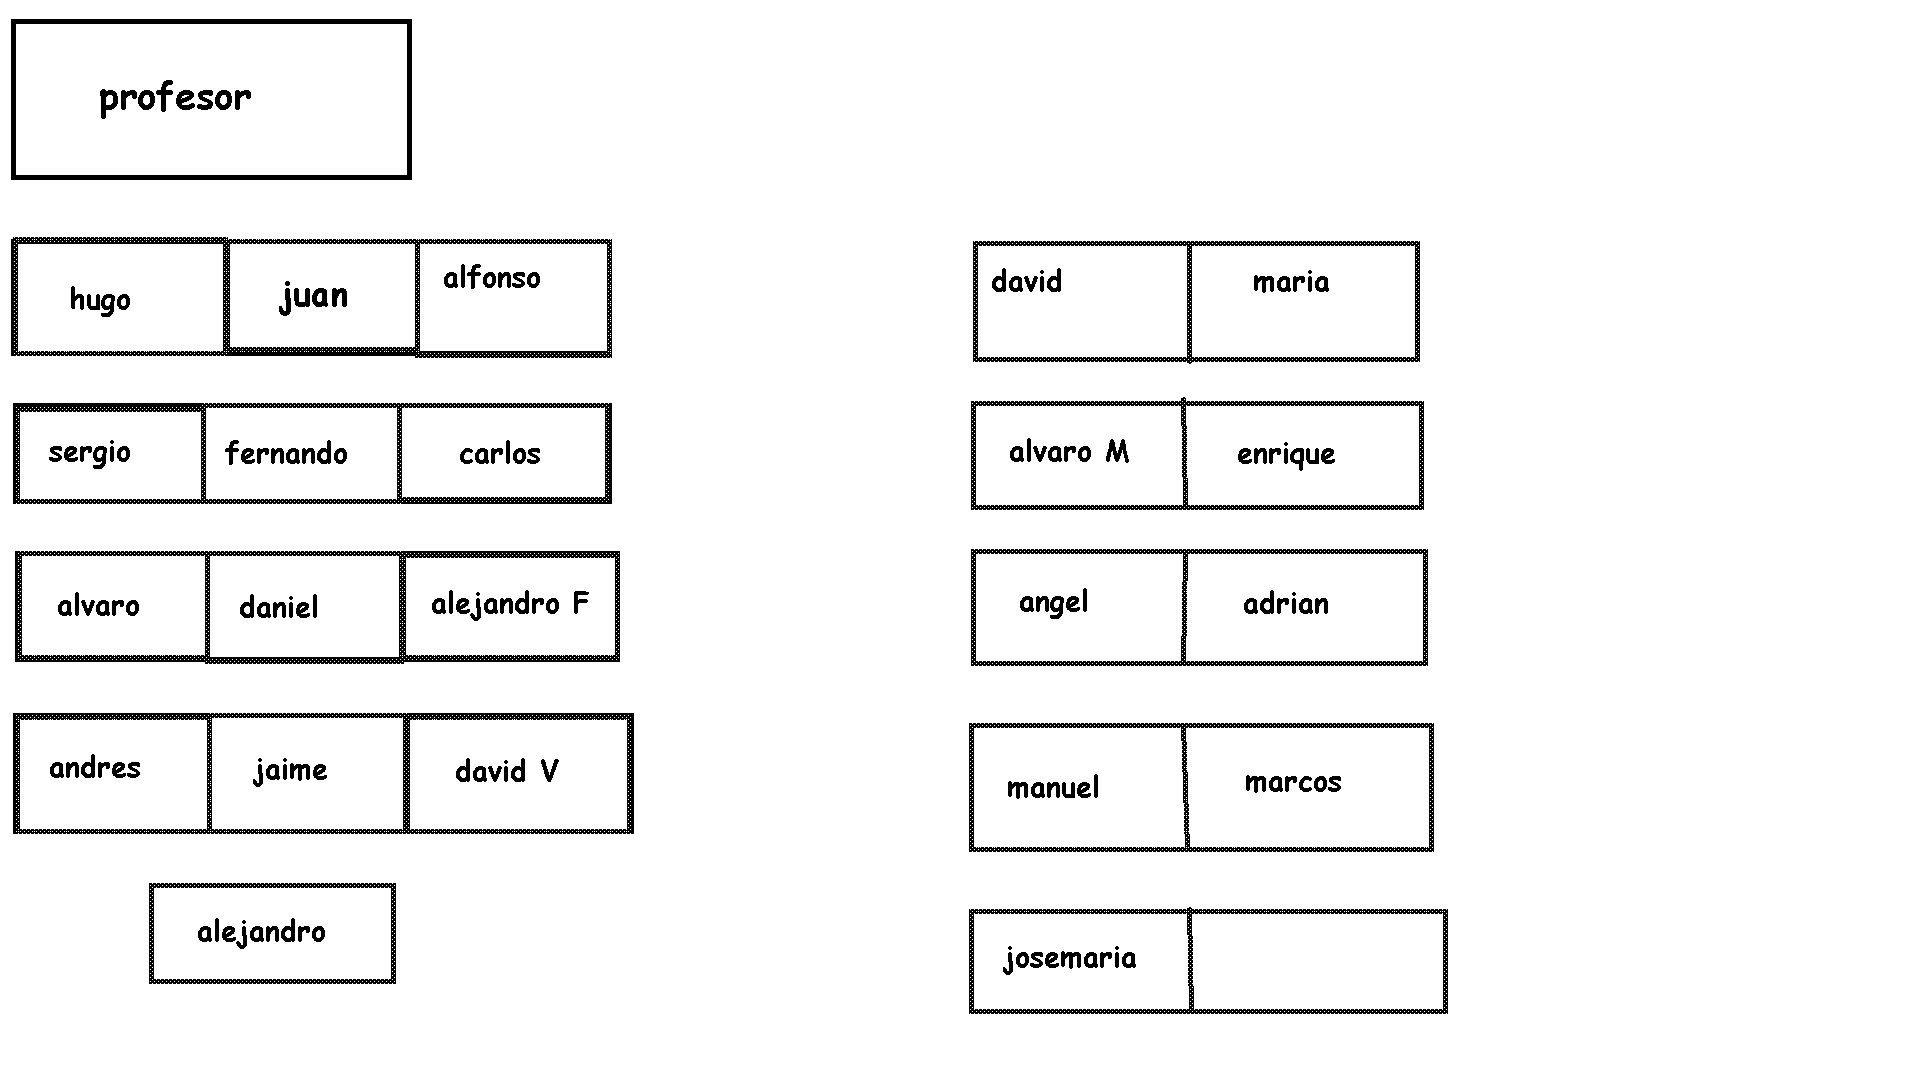 profesor
hugo juan alfonso david maria
sergio fernando carlos alvaro M enrique
alvaro daniel alejandro F angel adrian
andres jaime david V manuel marcos
alejandro josemaria